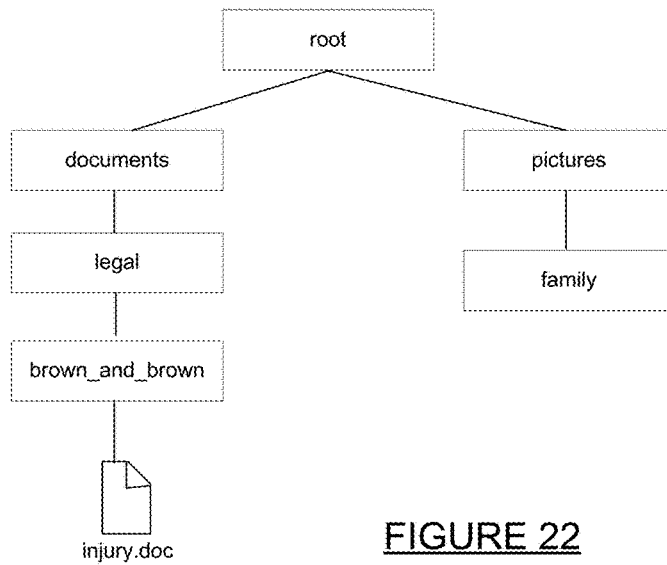 root
documents
pictures
legal
family
brown_and_brown
injury.doc
FIGURE 22